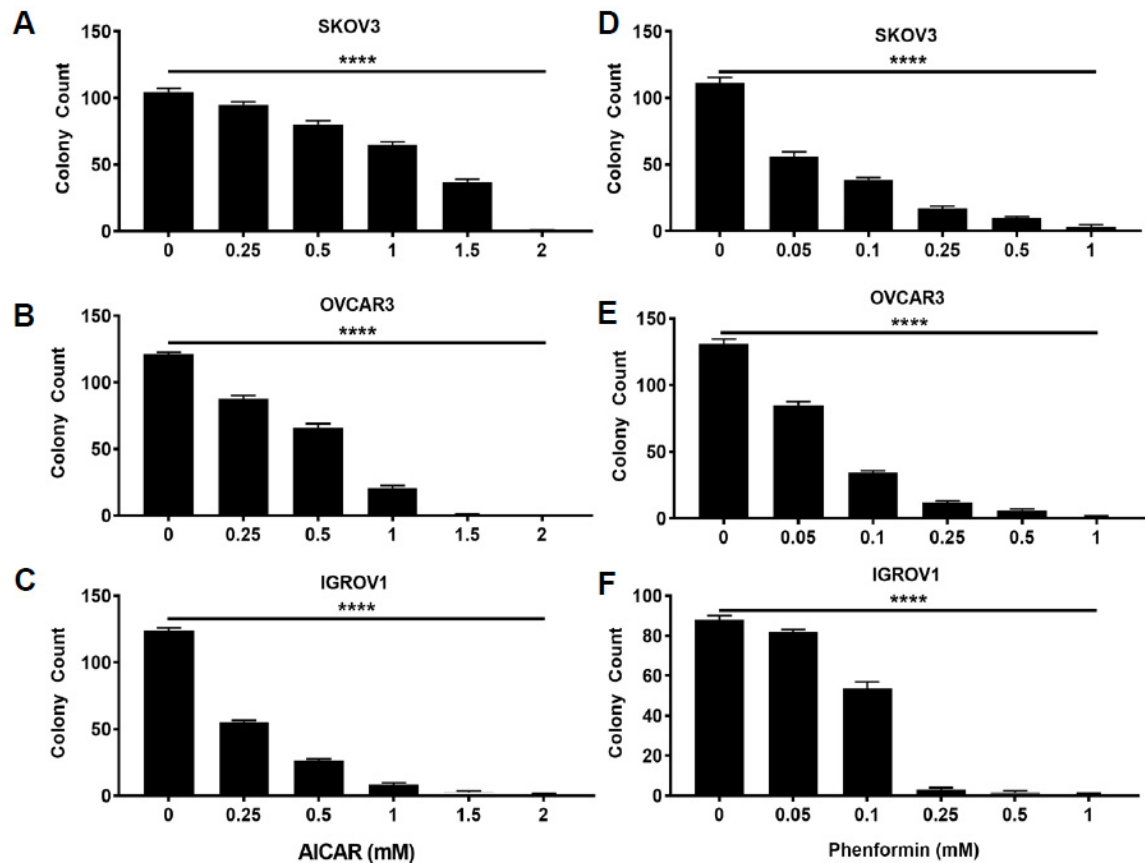 A
SKOV3
****
Colony Count
150
100
50
0
0 0.25 0.5 1 1.5 2
B
OVCAR3
****
Colony Count
150
100
50
0
0 0.25 0.5 1 1.5 2
C
IGROV1
****
Colony Count
150
100
50
0
0 0.25 0.5 1 1.5 2
AICAR (mM)
D
SKOV3
****
Colony Count
150
100
50
0
0 0.05 0.1 0.25 0.5 1
E
OVCAR3
****
Colony Count
150
100
50
0
0 0.05 0.1 0.25 0.5 1
F
IGROV1
****
Colony Count
100
80
60
40
20
0
0 0.05 0.1 0.25 0.5 1
Phenformin (mM)